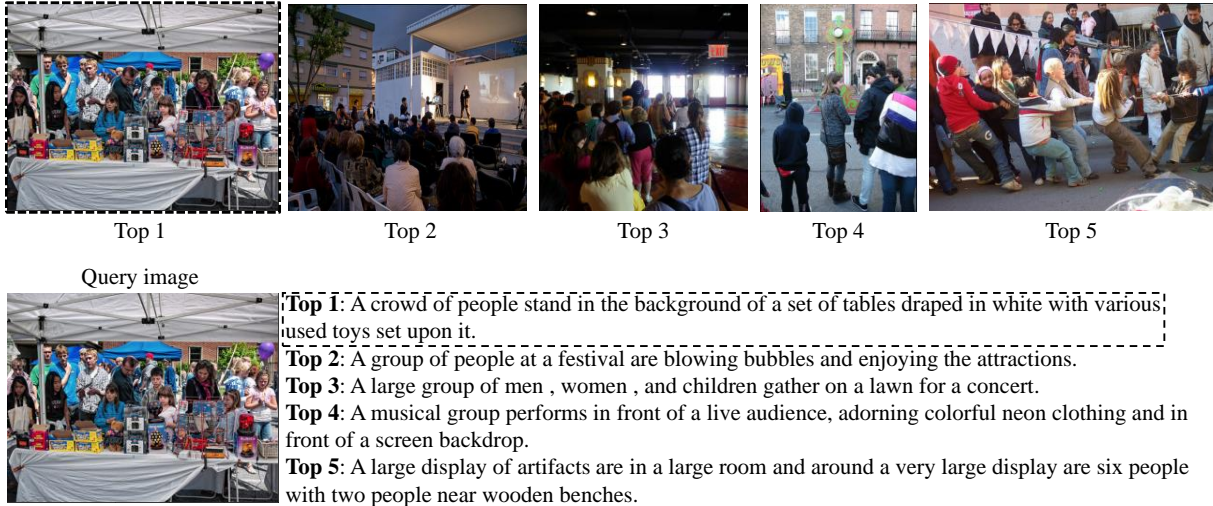 Top 1
Top 2
Top 3
Top 4
Top 5
Query image
Top 1: A crowd of people stand in the background of a set of tables draped in white with various
used toys set upon it.
Top 2: A group of people at a festival are blowing bubbles and enjoying the attractions.
Top 3: A large group of men , women , and children gather on a lawn for a concert.
Top 4: A musical group performs in front of a live audience, adorning colorful neon clothing and in
front of a screen backdrop.
Top 5: A large display of artifacts are in a large room and around a very large display are six people
with two people near wooden benches.